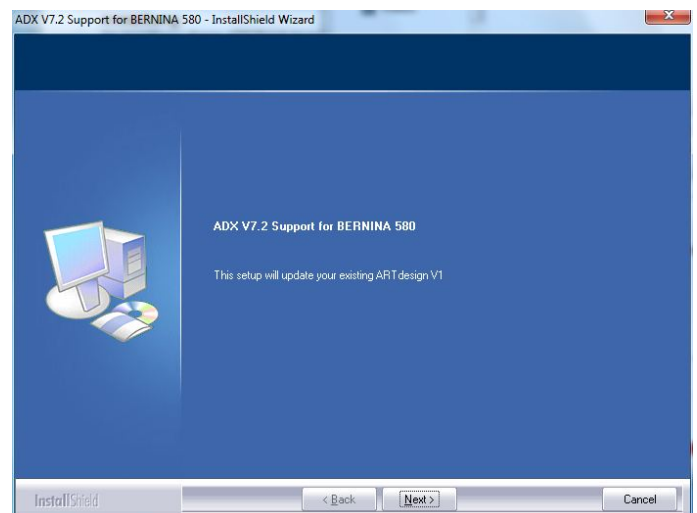 ADX V7.2 Support for BERNINA 580 - InstallShield Wizard
ADX V7.2 Support for BERNINA 580
This setup will update your existing ARTdesign V1
InstallShield
< Back
Next >
Cancel